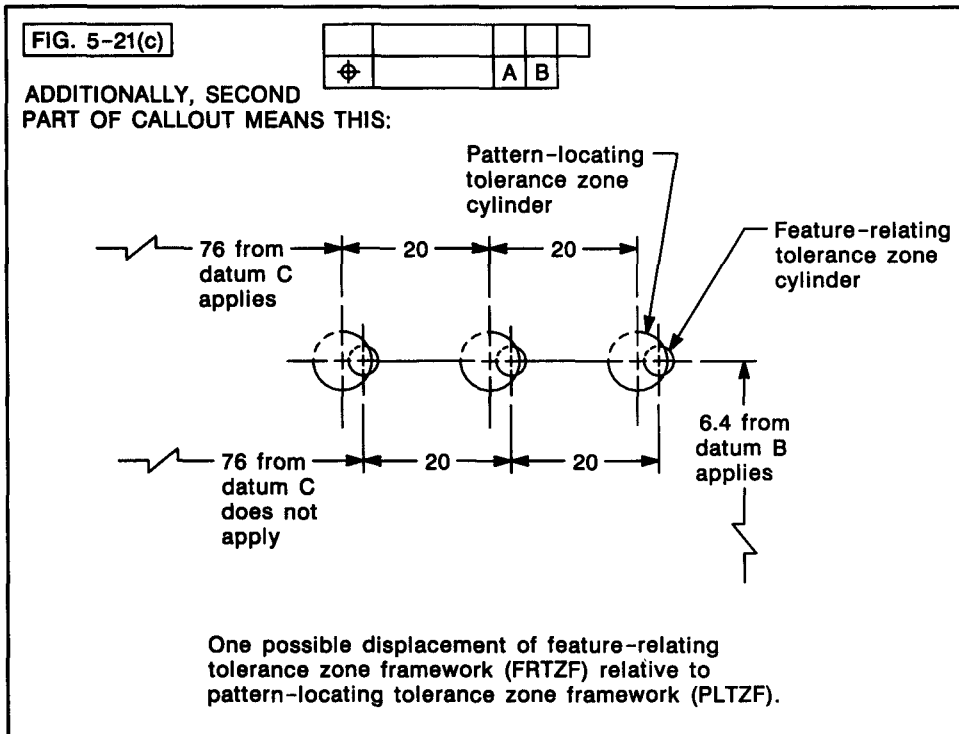 FIG. 5-21(c)
⌖ A B
ADDITIONALLY, SECOND
PART OF CALLOUT MEANS THIS:
Pattern-locating
tolerance zone
cylinder
Feature-relating
tolerance zone
cylinder
76 from
datum C
applies
20
20
6.4 from
datum B
applies
76 from
datum C
does not
apply
20
20
One possible displacement of feature-relating
tolerance zone framework (FRTZF) relative to
pattern-locating tolerance zone framework (PLTZF).